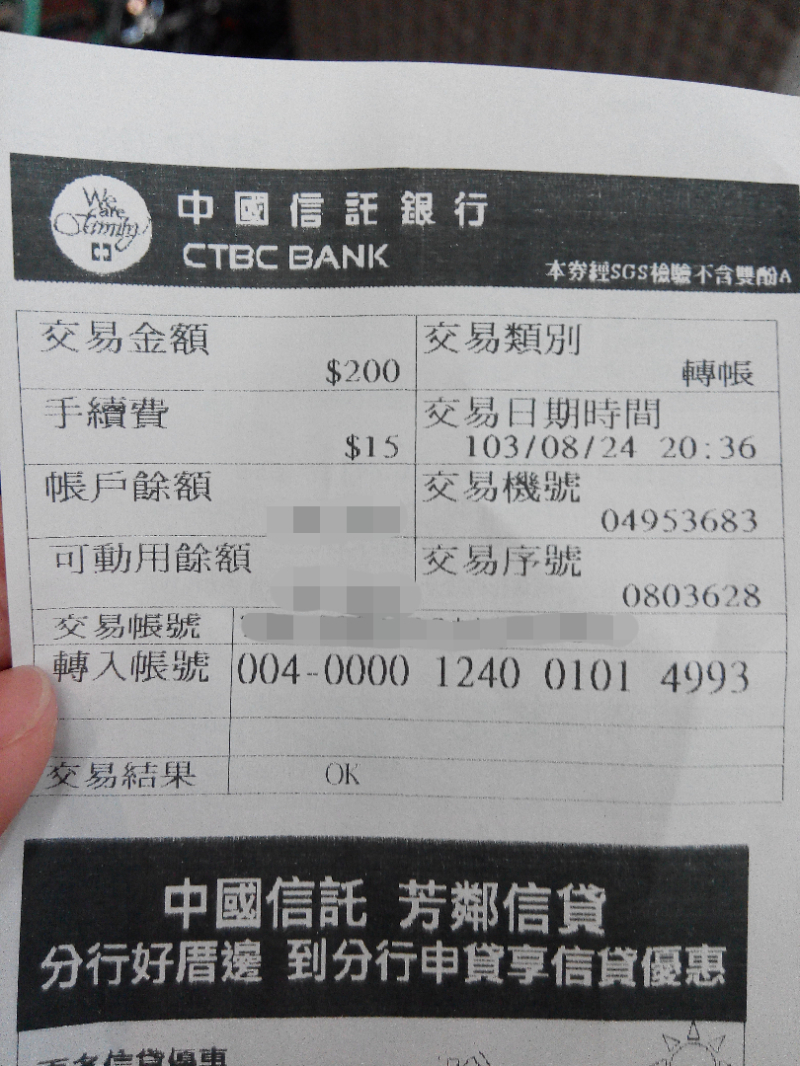 We are Family
中國信託銀行
CTBC BANK
本券經SGS檢驗不含雙酚A
交易金額 $200
交易類別 轉帳
手續費 $15
交易日期時間 103/08/24 20:36
帳戶餘額
交易機號 04953683
可動用餘額
交易序號 0803628
交易帳號
轉入帳號 004-0000 1240 0101 4993
交易結果 OK
中國信託 芳鄰信貸
分行好厝邊 到分行申貸享信貸優惠